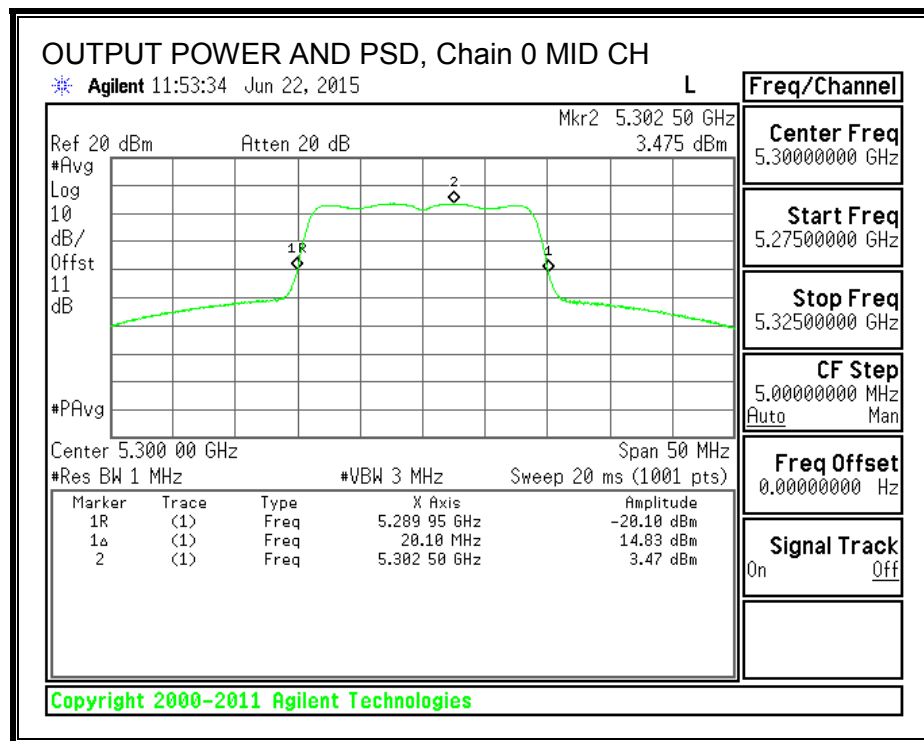 OUTPUT POWER AND PSD, Chain 0 MID CH
Agilent 11:53:34 Jun 22, 2015 L
Mkr2 5.302 50 GHz
Ref 20 dBm Atten 20 dB 3.475 dBm
#Avg
Log
10
dB/
Offst
11
dB
#PAvg
2
1R
1
Center 5.300 00 GHz Span 50 MHz
#Res BW 1 MHz #VBW 3 MHz Sweep 20 ms (1001 pts)
Marker Trace Type X Axis Amplitude
1R (1) Freq 5.289 95 GHz -20.10 dBm
1Δ (1) Freq 20.10 MHz 14.83 dBm
2 (1) Freq 5.302 50 GHz 3.47 dBm
Freq/Channel
Center Freq
5.30000000 GHz
Start Freq
5.27500000 GHz
Stop Freq
5.32500000 GHz
CF Step
5.00000000 MHz
Auto Man
Freq Offset
0.00000000 Hz
Signal Track
On Off
Copyright 2000-2011 Agilent Technologies